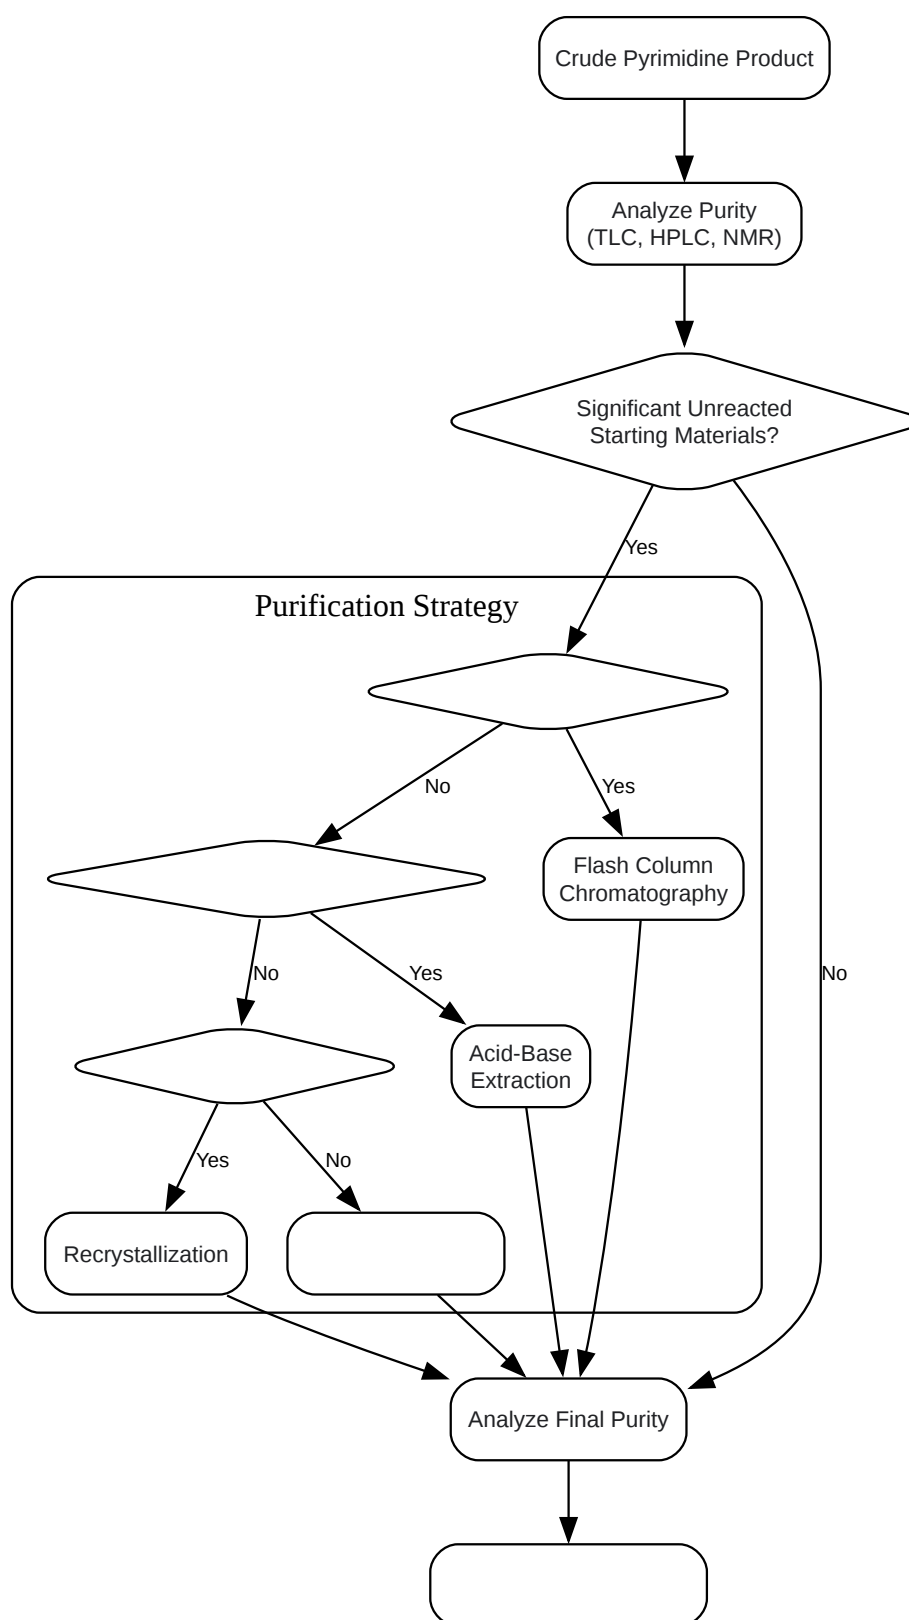 Crude Pyrimidine Product
Analyze Purity
(TLC, HPLC, NMR)
Significant Unreacted
Starting Materials?
Yes
Purification Strategy
No
Yes
Flash Column
Chromatography
No
Yes
No
Acid-Base
Extraction
Yes
No
Recrystallization
Analyze Final Purity